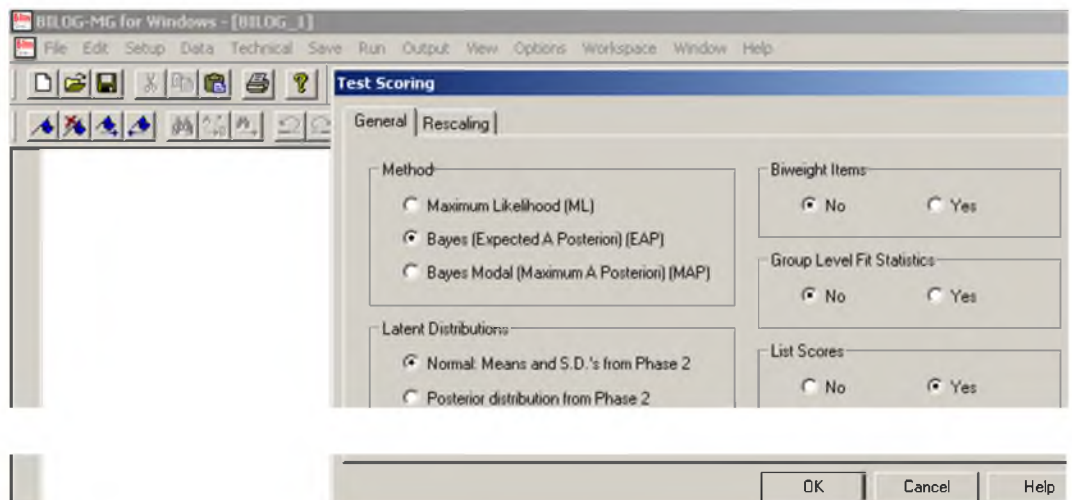 BILOG-MG for Windows - [BILOG_1]
File Edit Setup Data Technical Save Run Output View Options Workspace Window Help
Test Scoring
General Rescaling
Method
Maximum Likelihood (ML)
Bayes (Expected A Posteriori) (EAP)
Bayes Modal (Maximum A Posteriori) (MAP)
Latent Distributions
Normal: Means and S.D.'s from Phase 2
Posterior distribution from Phase 2
Biweight Items
No Yes
Group Level Fit Statistics
No Yes
List Scores
No Yes
OK Cancel Help